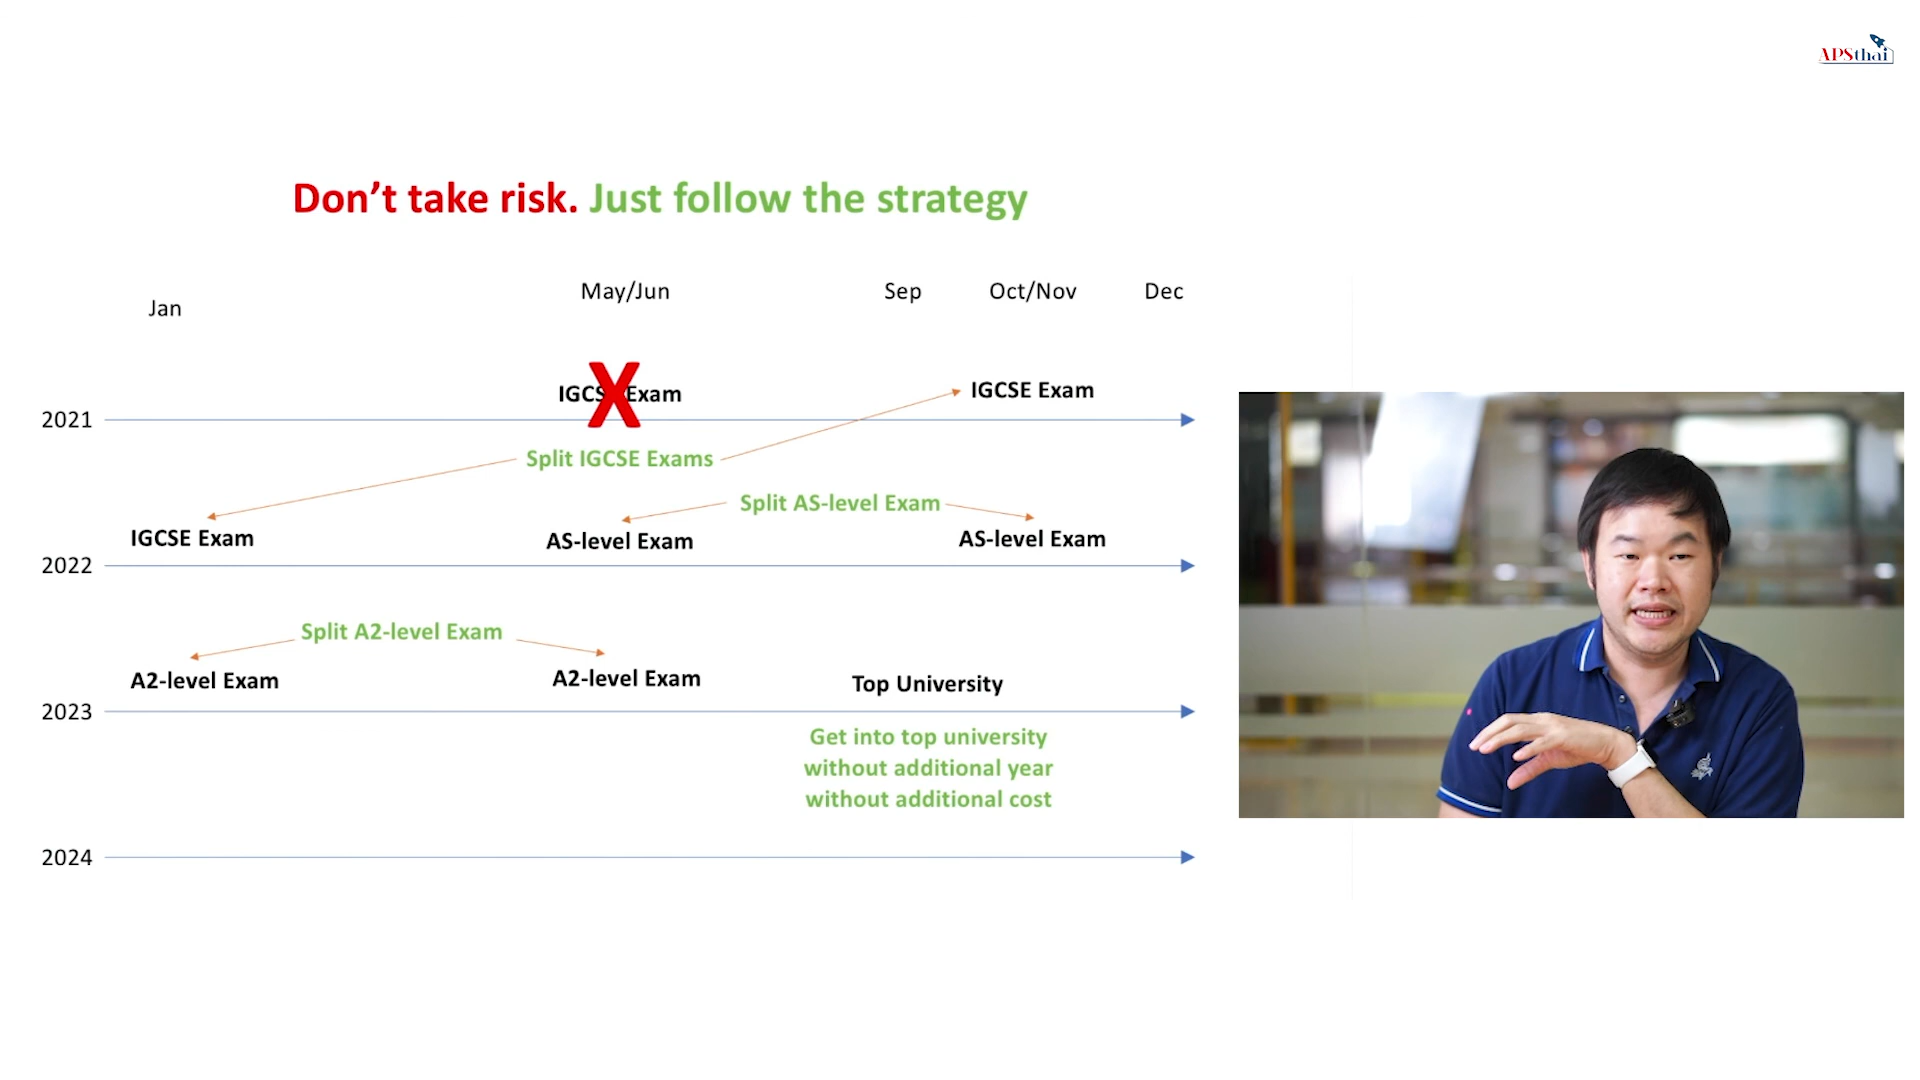 APSthai
Don't take risk. Just follow the strategy
Jan
May/Jun
Sep
Oct/Nov
Dec
2021
IGCSE Exam
X
IGCSE Exam
Split IGCSE Exams
Split AS-level Exam
IGCSE Exam
AS-level Exam
AS-level Exam
2022
Split A2-level Exam
A2-level Exam
A2-level Exam
Top University
2023
Get into top university
without additional year
without additional cost
2024